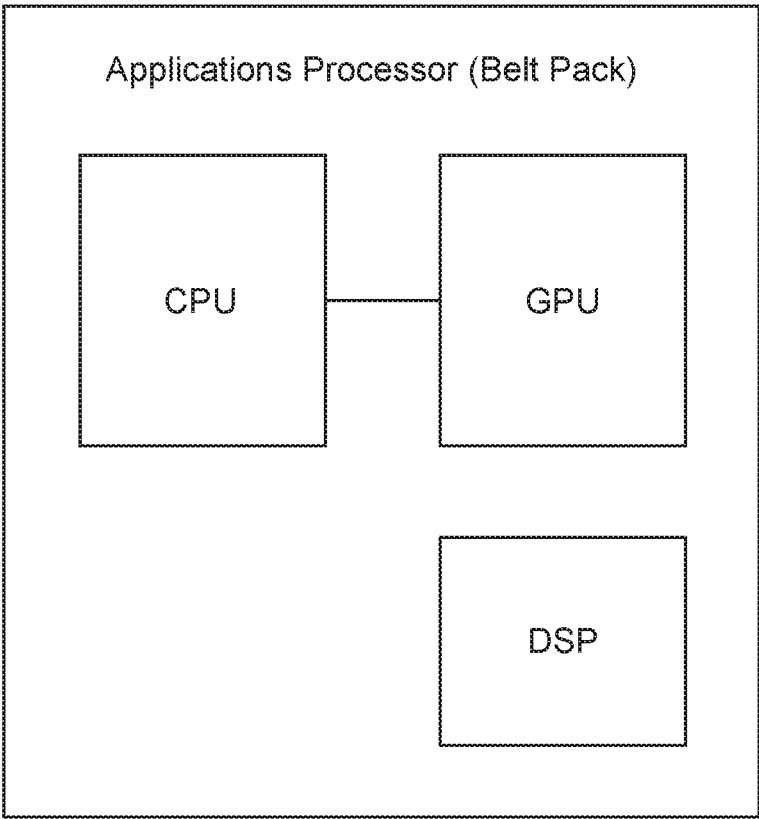 Applications Processor (Belt Pack)
CPU
GPU
DSP